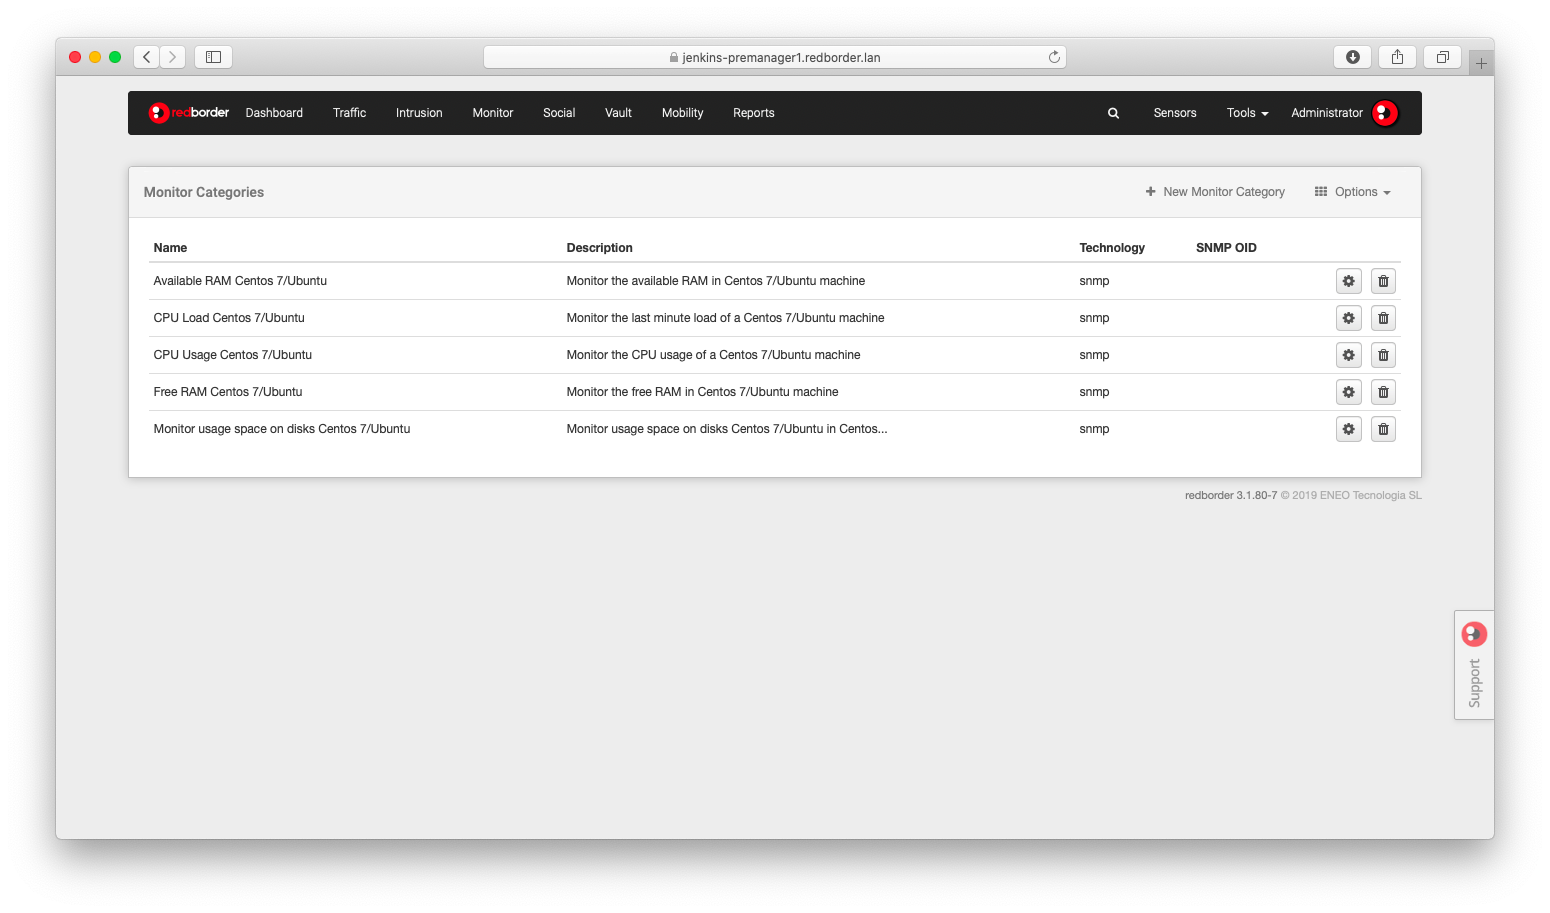 jenkins-premanager1.redborder.lan
redborder Dashboard Traffic Intrusion Monitor Social Vault Mobility Reports Sensors Tools Administrator
Monitor Categories New Monitor Category Options
Name Description Technology SNMP OID
Available RAM Centos 7/Ubuntu Monitor the available RAM in Centos 7/Ubuntu machine snmp
CPU Load Centos 7/Ubuntu Monitor the last minute load of a Centos 7/Ubuntu machine snmp
CPU Usage Centos 7/Ubuntu Monitor the CPU usage of a Centos 7/Ubuntu machine snmp
Free RAM Centos 7/Ubuntu Monitor the free RAM in Centos 7/Ubuntu machine snmp
Monitor usage space on disks Centos 7/Ubuntu Monitor usage space on disks Centos 7/Ubuntu in Centos... snmp
redborder 3.1.80-7 © 2019 ENEO Tecnologia SL
Support